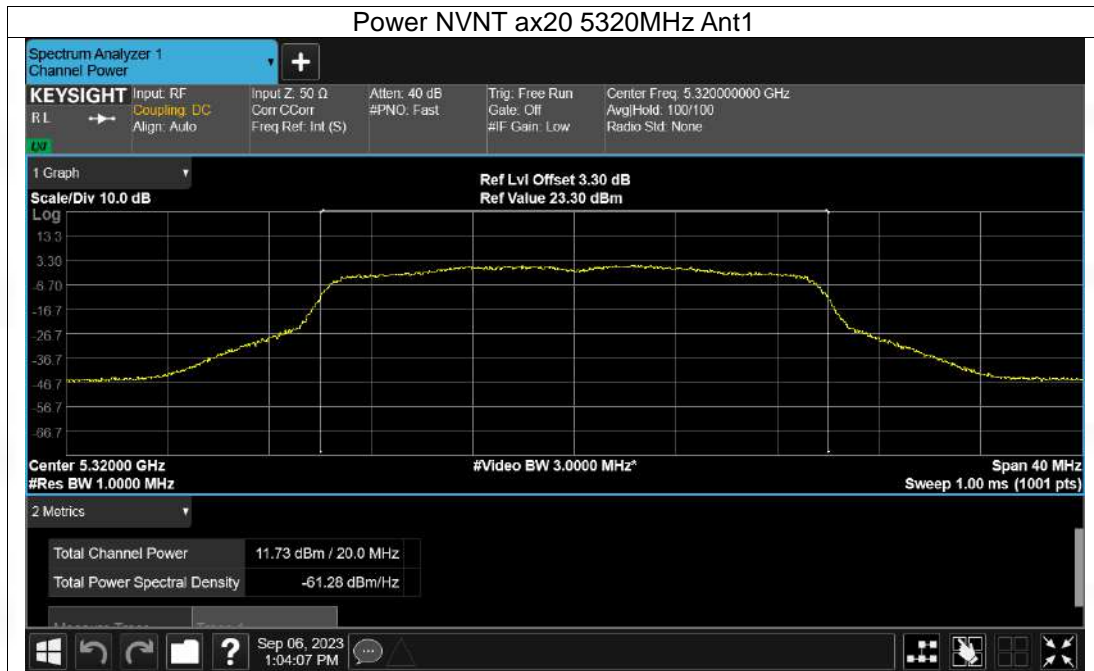 Power NVNT ax20 5320MHz Ant1
Spectrum Analyzer 1
Channel Power
KEYSIGHT
RL
LXI
Input: RF
Coupling: DC
Align: Auto
Input Z: 50 Ω
Corr CCorr
Freq Ref: Int (S)
Atten: 40 dB
#PNO: Fast
Trig: Free Run
Gate: Off
#IF Gain: Low
Center Freq: 5.320000000 GHz
Avg|Hold: 100/100
Radio Std: None
1 Graph
Scale/Div 10.0 dB
Ref Lvl Offset 3.30 dB
Ref Value 23.30 dBm
Log
13.3
3.30
-6.70
-16.7
-26.7
-36.7
-46.7
-56.7
-66.7
Center 5.32000 GHz
#Res BW 1.0000 MHz
#Video BW 3.0000 MHz*
Span 40 MHz
Sweep 1.00 ms (1001 pts)
2 Metrics
Total Channel Power 11.73 dBm / 20.0 MHz
Total Power Spectral Density -61.28 dBm/Hz
?
Sep 06, 2023
1:04:07 PM